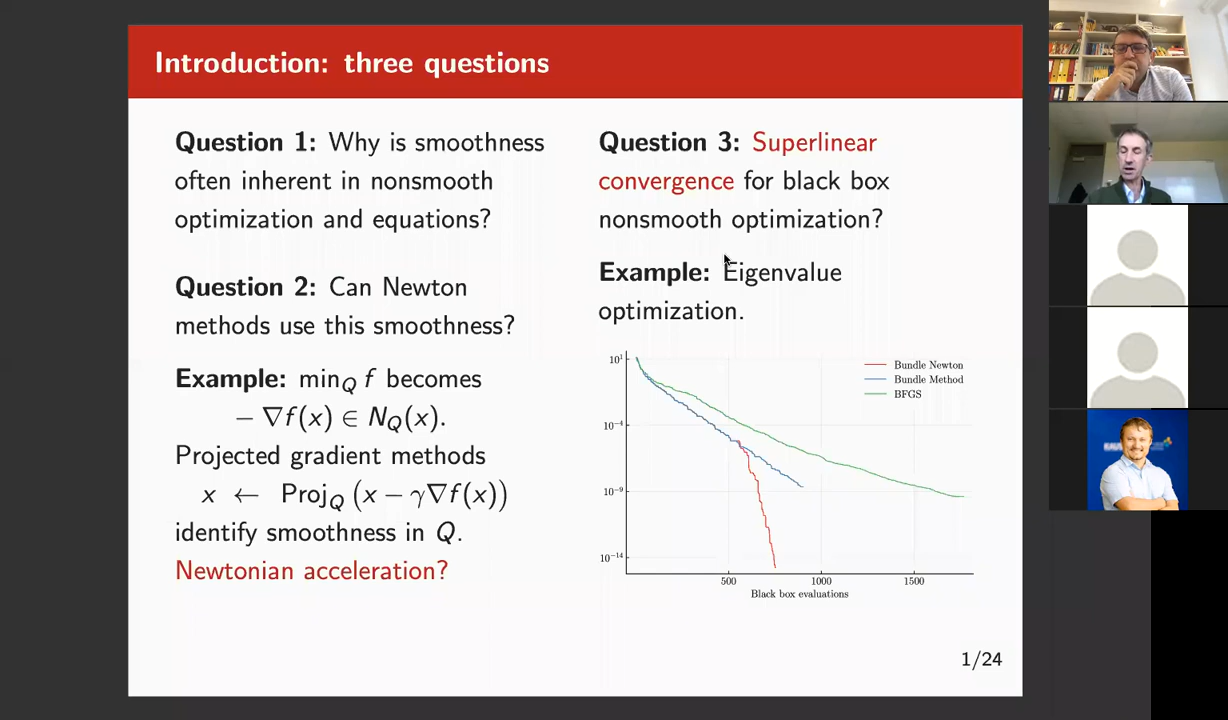 Introduction: three questions
Question 1: Why is smoothness
often inherent in nonsmooth
optimization and equations?
Question 2: Can Newton
methods use this smoothness?
Example: min_Q f becomes
− ∇f(x) ∈ N_Q(x).
Projected gradient methods
x ← Proj_Q (x − γ∇f(x))
identify smoothness in Q.
Newtonian acceleration?
Question 3: Superlinear
convergence for black box
nonsmooth optimization?
Example: Eigenvalue
optimization.
10¹
10⁻⁴
10⁻⁹
10⁻¹⁴
Bundle Newton
Bundle Method
BFGS
500 1000 1500
Black box evaluations
1/24